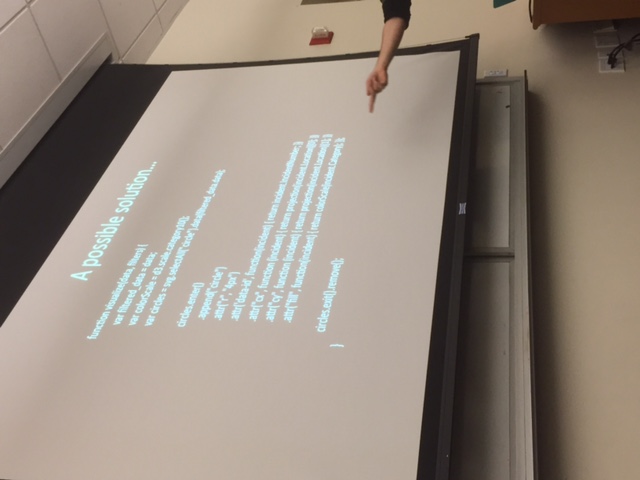 A possible solution...
function visualize(data, filters) {
var filtered_data = data;
var colorScale = d3.scale.category10();
var circles = svg.selectAll("circle").data(filtered_data.data);
circles.enter()
.append("circle")
.attr("r", "4px")
.attr('data-id', function(incident) { return incident.IncidentNumber; })
.attr("cx", function (incident) { return projection(incident.Location)[0]; })
.attr("cy", function (incident) { return projection(incident.Location)[1]; })
.attr("fill", function(incident) { return colorScale(incident.Category); });
circles.exit().remove();
}